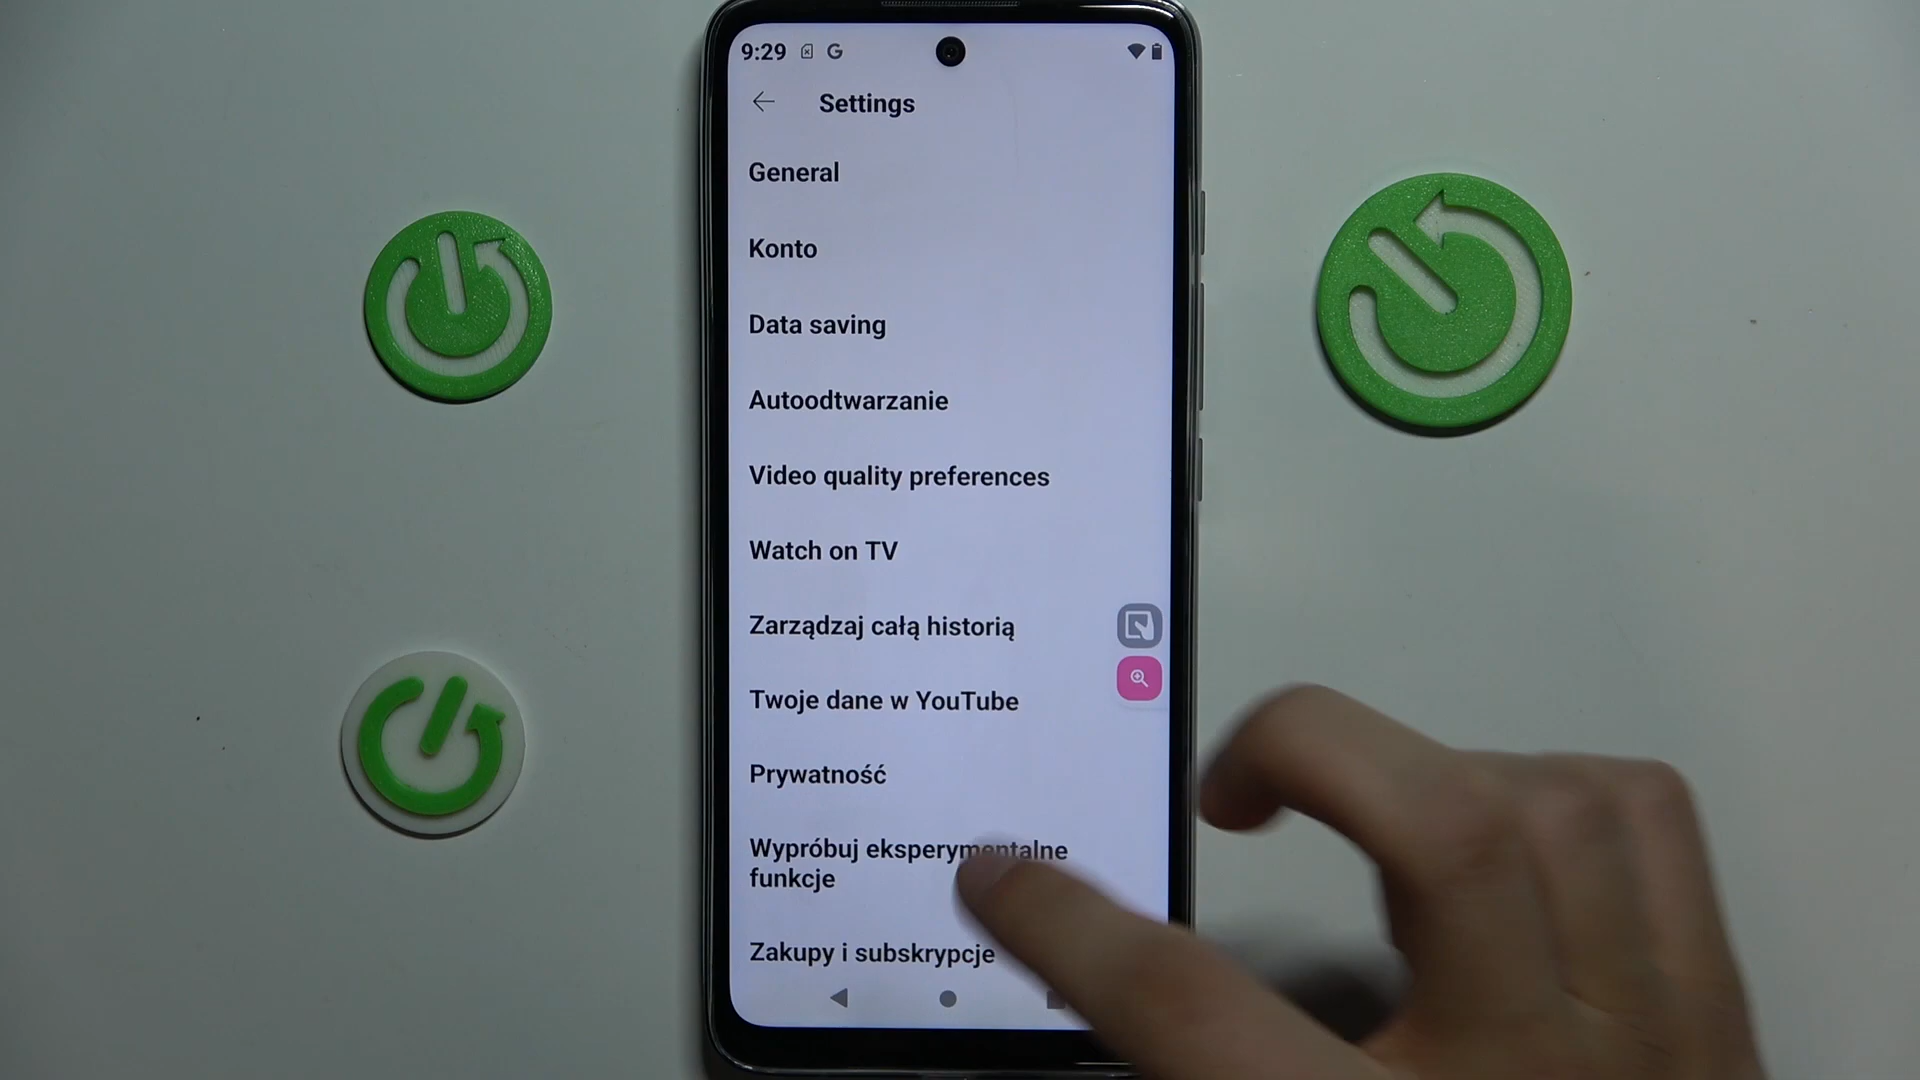 9:29 G
Settings
General
Konto
Data saving
Autoodtwarzanie
Video quality preferences
Watch on TV
Zarządzaj całą historią
Twoje dane w YouTube
Prywatność
Wypróbuj eksperymentalne
funkcje
Zakupy i subskrypcje